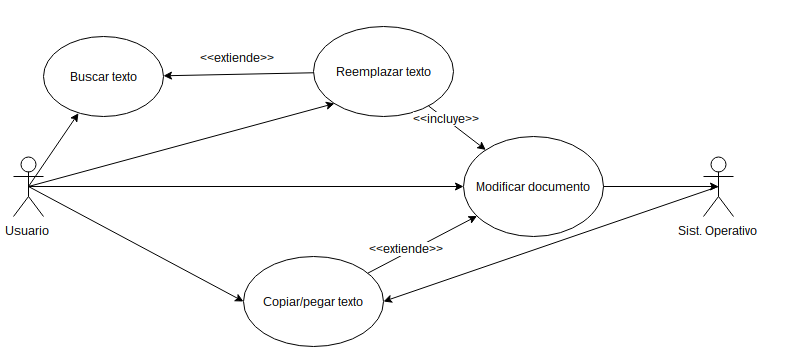 <<extiende>>
Buscar texto
Reemplazar texto
<<incluye>>
Modificar documento
Usuario
Sist. Operativo
<<extiende>>
Copiar/pegar texto